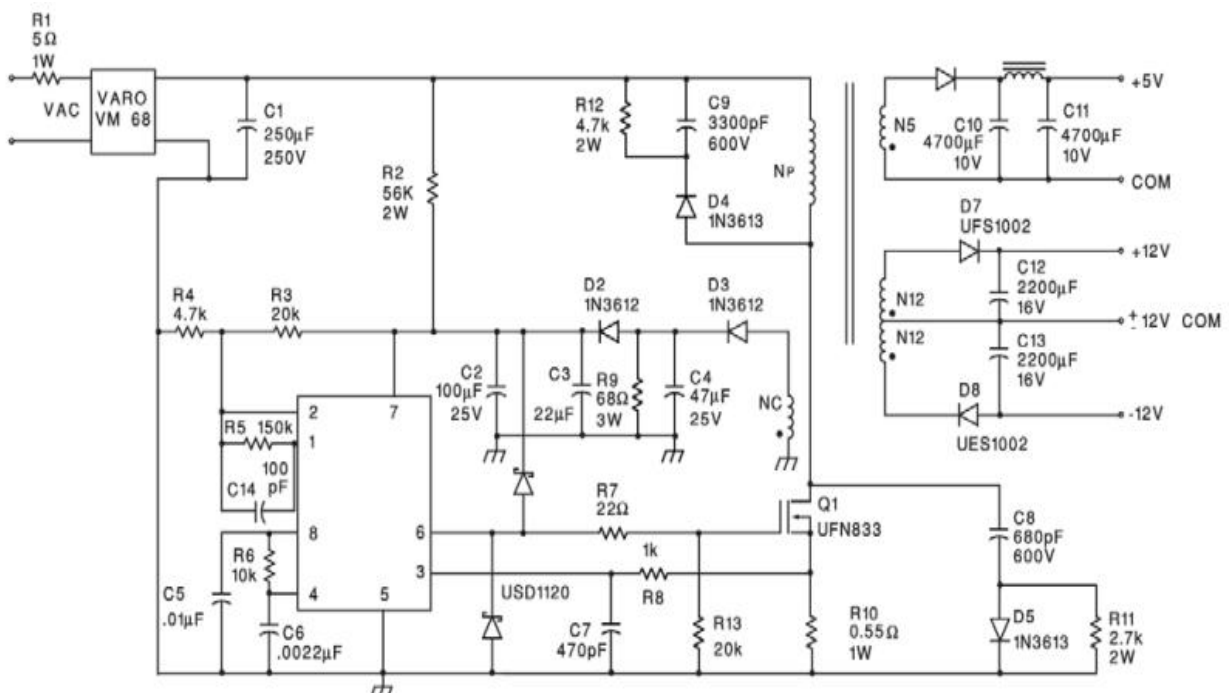 R1
5Ω
1W
VAC
VARO
VM 68
C1
250µF
250V
R2
56K
2W
R12
4.7k
2W
C9
3300pF
600V
D4
1N3613
NP
N5
C10
4700µF
10V
C11
4700µF
10V
+5V
COM
D7
UFS1002
+12V
N12
N12
C12
2200µF
16V
± 12V COM
C13
2200µF
16V
D8
UES1002
-12V
R4
4.7k
R3
20k
D2
1N3612
D3
1N3612
C2
100µF
25V
C3
22µF
R9
68Ω
3W
C4
47µF
25V
NC
2
7
R5 150k
1
100
pF
C14
8
6
R6
10k
3
4
5
C5
.01µF
C6
.0022µF
R7
22Ω
1k
R8
USD1120
C7
470pF
R13
20k
Q1
UFN833
R10
0.55Ω
1W
C8
680pF
600V
D5
1N3613
R11
2.7k
2W